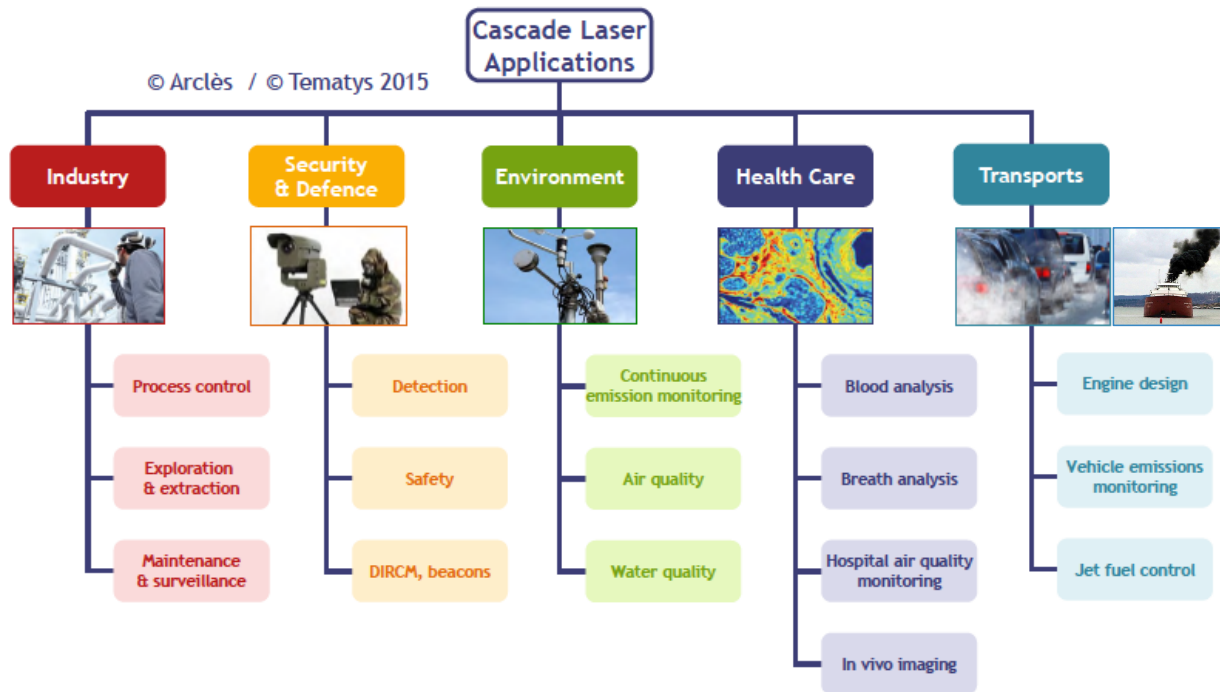 Cascade Laser
Applications
© Arclès / © Tematys 2015
Industry
Security
& Defence
Environment
Health Care
Transports
Process control
Exploration
& extraction
Maintenance
& surveillance
Detection
Safety
DIRCM, beacons
Continuous
emission monitoring
Air quality
Water quality
Blood analysis
Breath analysis
Hospital air quality
monitoring
In vivo imaging
Engine design
Vehicle emissions
monitoring
Jet fuel control